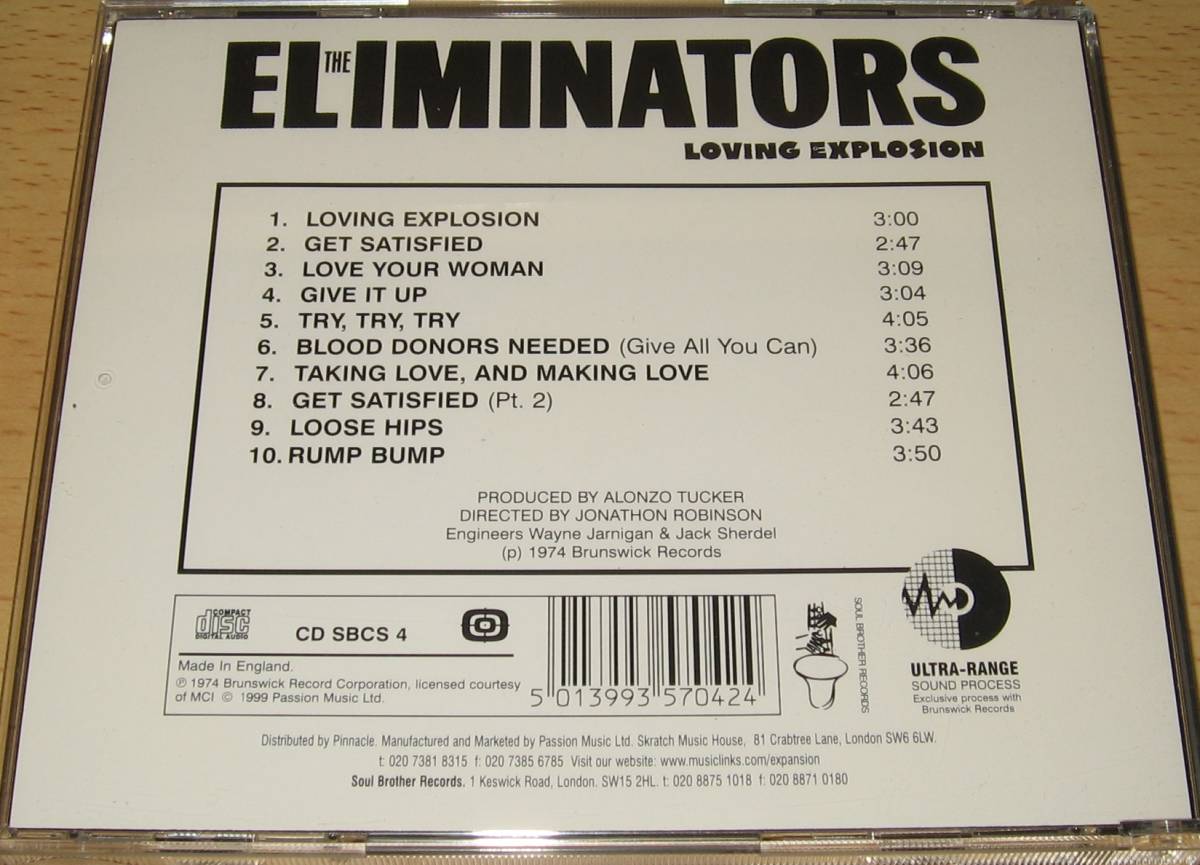 THE ELIMINATORS
LOVING EXPLOSION
1. LOVING EXPLOSION 3:00
2. GET SATISFIED 2:47
3. LOVE YOUR WOMAN 3:09
4. GIVE IT UP 3:04
5. TRY, TRY, TRY 4:05
6. BLOOD DONORS NEEDED (Give All You Can) 3:36
7. TAKING LOVE, AND MAKING LOVE 4:06
8. GET SATISFIED (Pt. 2) 2:47
9. LOOSE HIPS 3:43
10. RUMP BUMP 3:50
PRODUCED BY ALONZO TUCKER
DIRECTED BY JONATHON ROBINSON
Engineers Wayne Jarnigan & Jack Sherdel
(p) 1974 Brunswick Records
COMPACT
disc
DIGITAL AUDIO
CD SBCS 4
Made In England.
℗ 1974 Brunswick Record Corporation, licensed courtesy
of MCI © 1999 Passion Music Ltd.
5 013993 570424
SOUL BROTHER RECORDS
ULTRA-RANGE
SOUND PROCESS
Exclusive process with
Brunswick Records
Distributed by Pinnacle. Manufactured and Marketed by Passion Music Ltd. Skratch Music House, 81 Crabtree Lane, London SW6 6LW.
t: 020 7381 8315 f: 020 7385 6785 Visit our website: www.musiclinks.com/expansion
Soul Brother Records. 1 Keswick Road, London. SW15 2HL. t: 020 8875 1018 f: 020 8871 0180